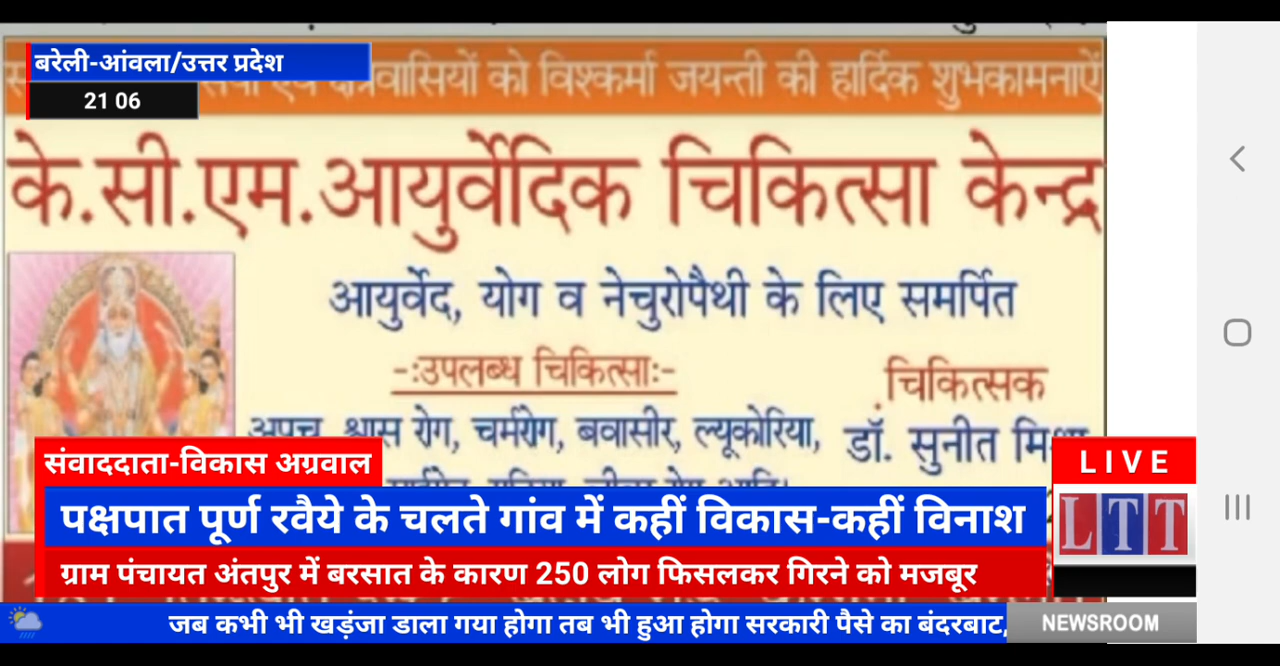 बरेली-आंवला/उत्तर प्रदेश
21 06
क्षेत्रवासियों को विश्कर्मा जयन्ती की हार्दिक शुभकामनाऐं
के.सी.एम.आयुर्वेदिक चिकित्सा केन्द्र
आयुर्वेद, योग व नेचुरोपैथी के लिए समर्पित
-:उपलब्ध चिकित्सा:-
चिकित्सक
अपच, श्वास रोग, चर्मरोग, बवासीर, ल्यूकोरिया,
डॉ. सुनीत
संवाददाता-विकास अग्रवाल
LIVE
पक्षपात पूर्ण रवैये के चलते गांव में कहीं विकास-कहीं विनाश
LTT
ग्राम पंचायत अंतपुर में बरसात के कारण 250 लोग फिसलकर गिरने को मजबूर
जब कभी भी खड़ंजा डाला गया होगा तब भी हुआ होगा सरकारी पैसे का बंदरबाट,
NEWSROOM